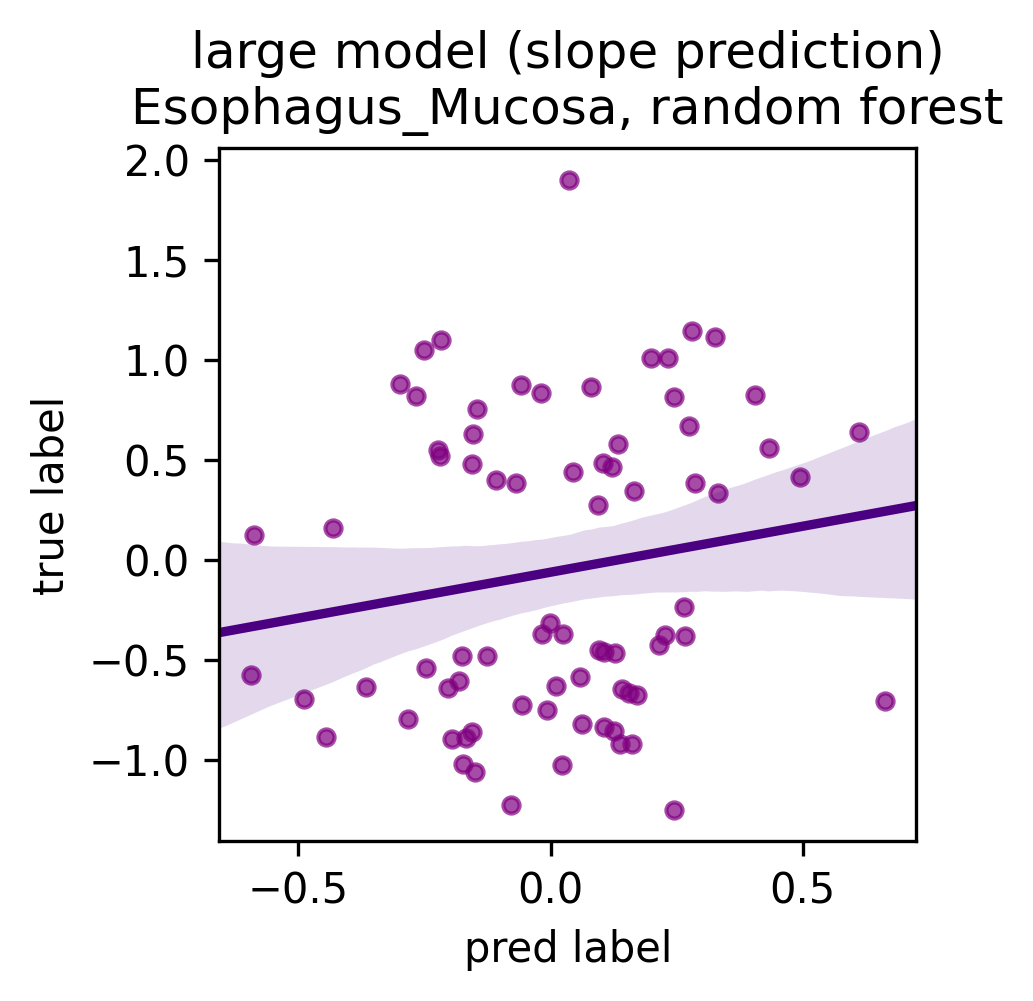 large model (slope prediction)
Esophagus_Mucosa, random forest
2.0
1.5
1.0
0.5
0.0
−0.5
−1.0
true label
−0.5 0.0 0.5
pred label